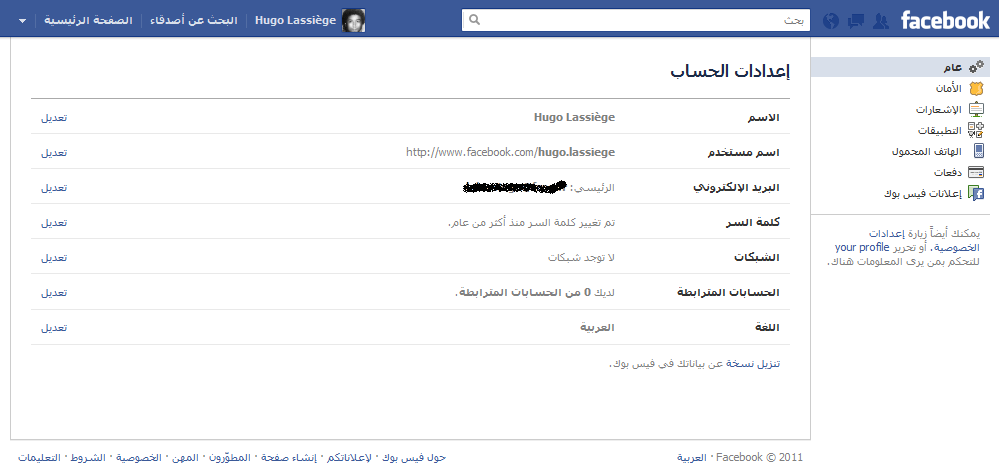 facebook
بحث
Hugo Lassiège
البحث عن أصدقاء
الصفحة الرئيسية
عام
الأمان
الإشعارات
التطبيقات
الهاتف المحمول
دفعات
إعلانات فيس بوك
يمكنك أيضاً زيارة إعدادات
الخصوصية، أو تحرير your profile
للتحكم بمن يرى المعلومات هناك.
إعدادات الحساب
الاسم Hugo Lassiège تعديل
اسم مستخدم http://www.facebook.com/hugo.lassiege تعديل
البريد الإلكتروني الرئيسي: تعديل
كلمة السر تم تغيير كلمة السر منذ أكثر من عام. تعديل
الشبكات لا توجد شبكات تعديل
الحسابات المترابطة لديك 0 من الحسابات المترابطة. تعديل
اللغة العربية تعديل
تنزيل نسخة عن بياناتك في فيس بوك.
Facebook © 2011 · العربية
حول فيس بوك · لإعلاناتكم · إنشاء صفحة · المطوّرون · المهن · الخصوصية · الشروط · التعليمات